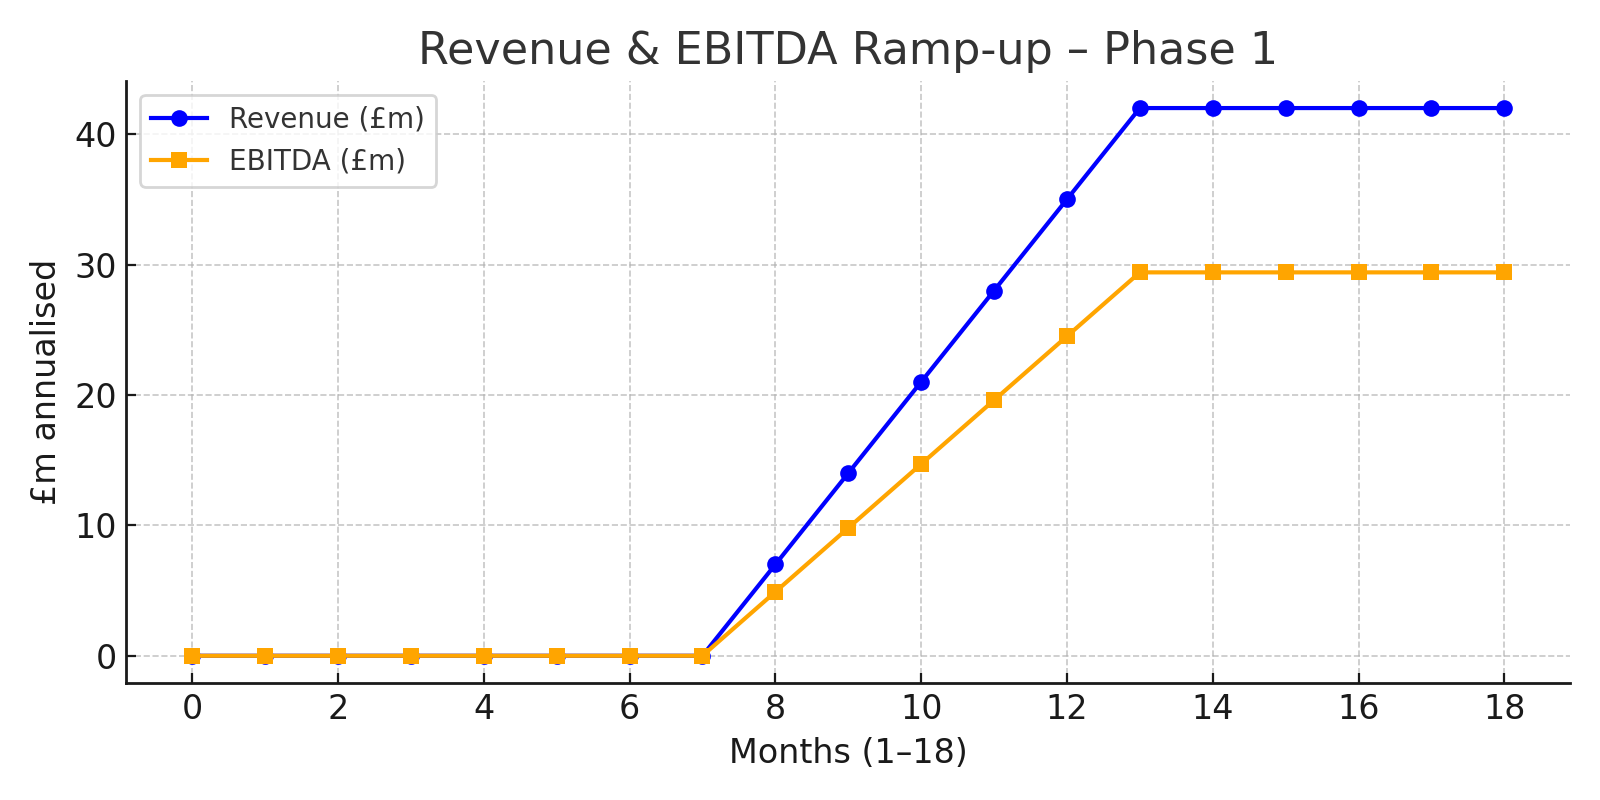 Revenue & EBITDA Ramp-up – Phase 1
Revenue (£m)
EBITDA (£m)
£m annualised
40
30
20
10
0
0 2 4 6 8 10 12 14 16 18
Months (1–18)